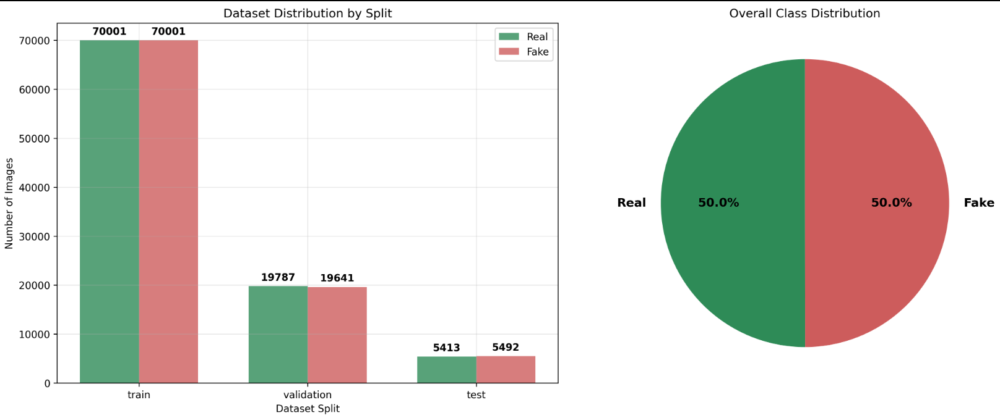 Dataset Distribution by Split
70001 70001
Real
Fake
70000
60000
50000
40000
30000
20000
10000
0
Number of Images
19787 19641
5413 5492
train validation test
Dataset Split
Overall Class Distribution
Real 50.0% 50.0% Fake